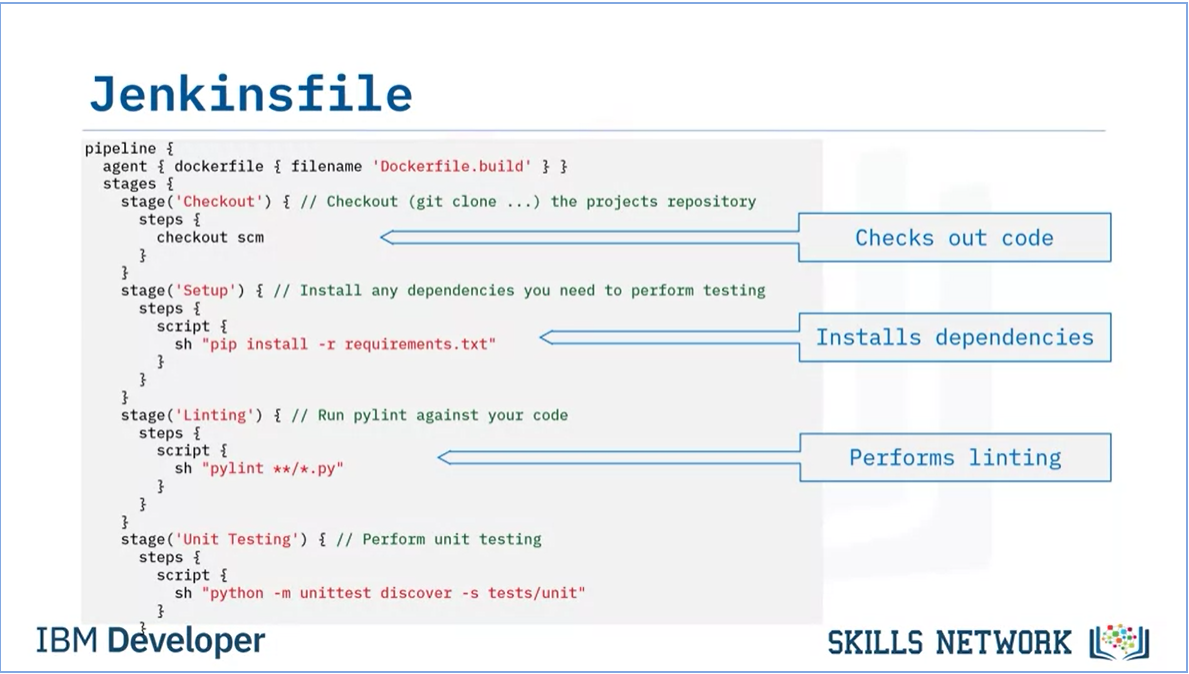 Jenkinsfile
pipeline {
  agent { dockerfile { filename 'Dockerfile.build' } }
  stages {
    stage('Checkout') { // Checkout (git clone ...) the projects repository
      steps {
        checkout scm
      }
    }
    stage('Setup') { // Install any dependencies you need to perform testing
      steps {
        script {
          sh "pip install -r requirements.txt"
        }
      }
    }
    stage('Linting') { // Run pylint against your code
      steps {
        script {
          sh "pylint **/*.py"
        }
      }
    }
    stage('Unit Testing') { // Perform unit testing
      steps {
        script {
          sh "python -m unittest discover -s tests/unit"
        }
      }
Checks out code
Installs dependencies
Performs linting
IBM Developer
SKILLS NETWORK